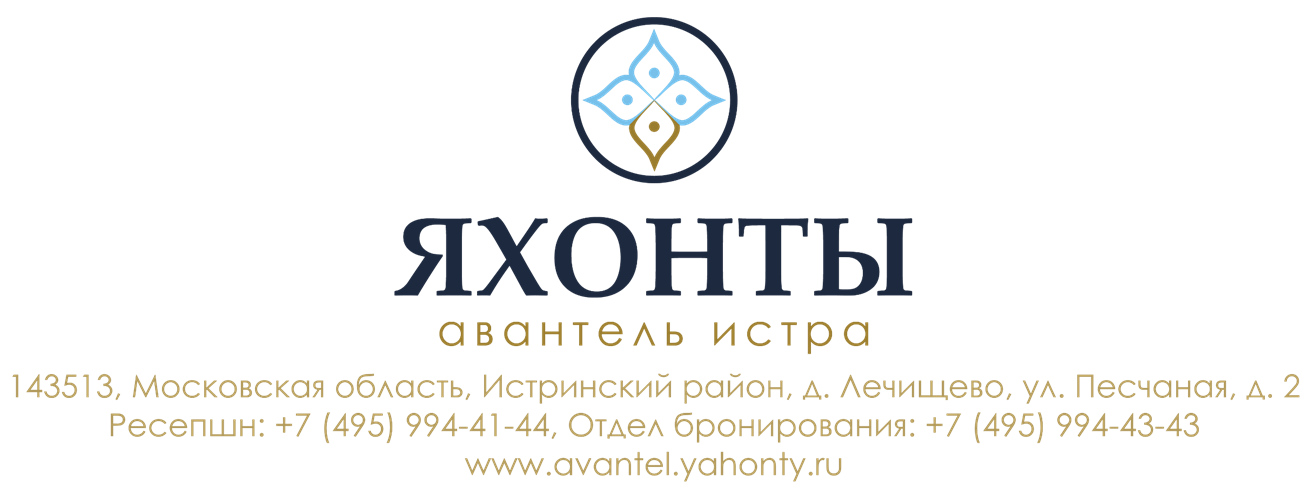 ЯХОНТЫ
авантель истра
143513, Московская область, Истринский район, д. Лечищево, ул. Песчаная, д. 2
Ресепшн: +7 (495) 994-41-44, Отдел бронирования: +7 (495) 994-43-43
www.avantel.yahonty.ru